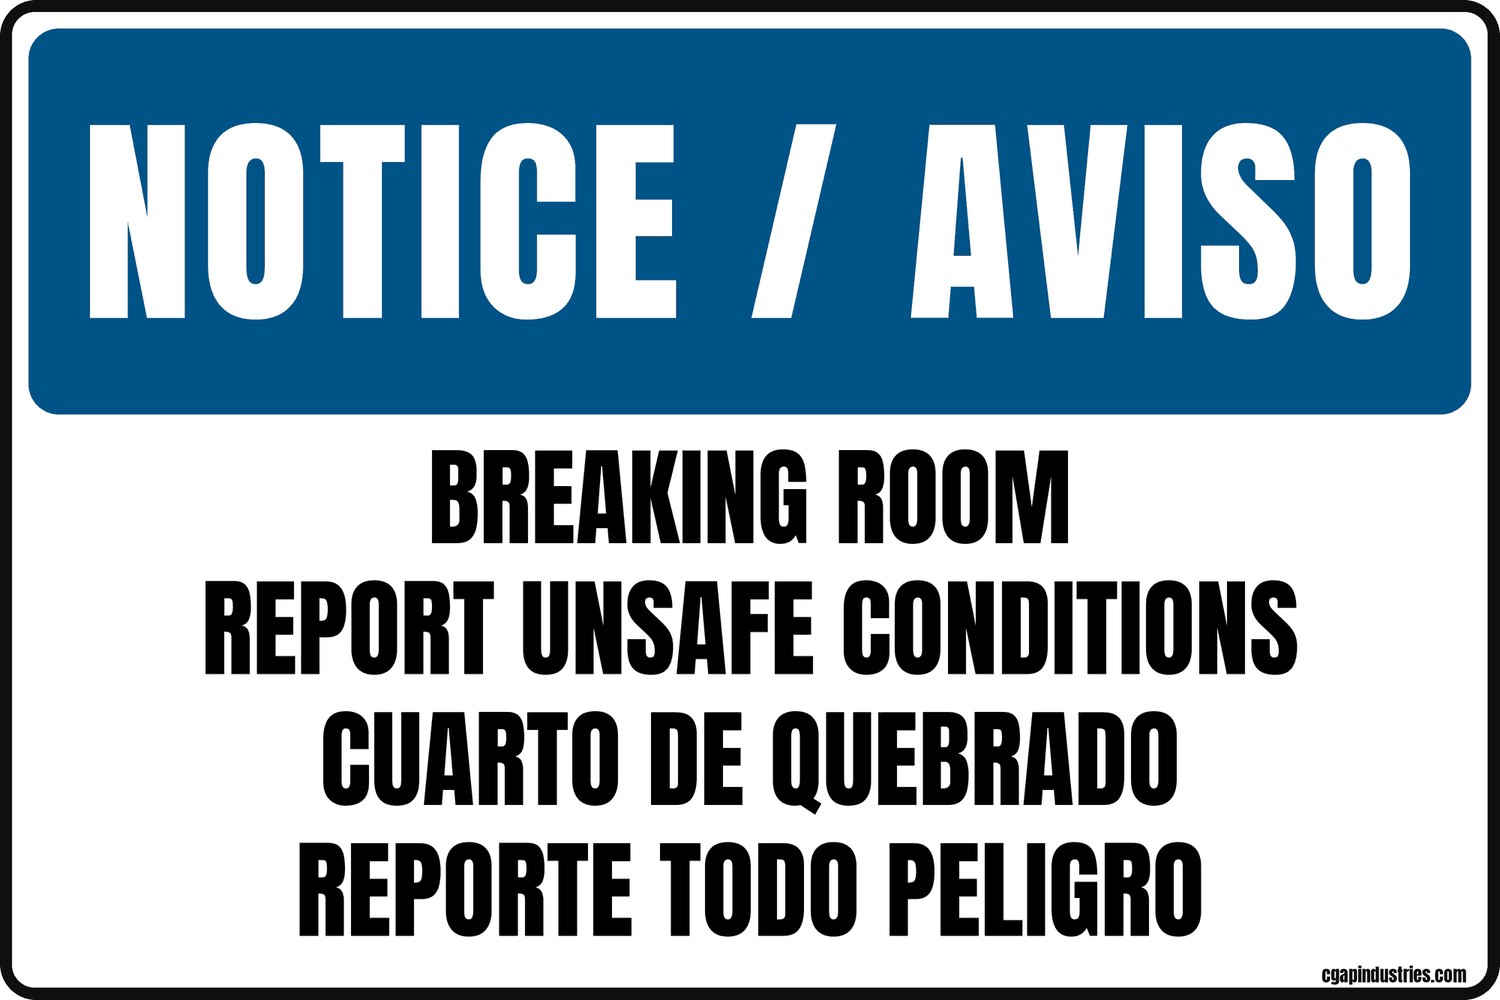 NOTICE / AVISO
BREAKING ROOM
REPORT UNSAFE CONDITIONS
CUARTO DE QUEBRADO
REPORTE TODO PELIGRO
cgapindustries.com